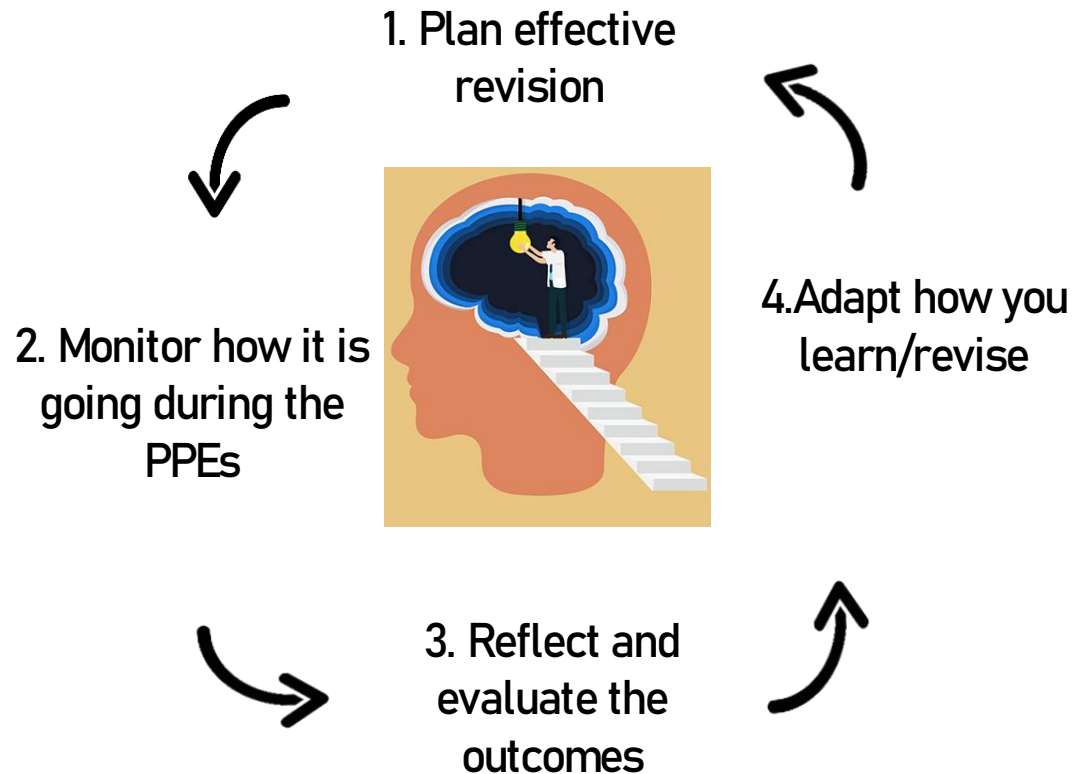 1. Plan effective
revision
2. Monitor how it is
going during the
PPEs
3. Reflect and
evaluate the
outcomes
4.Adapt how you
learn/revise